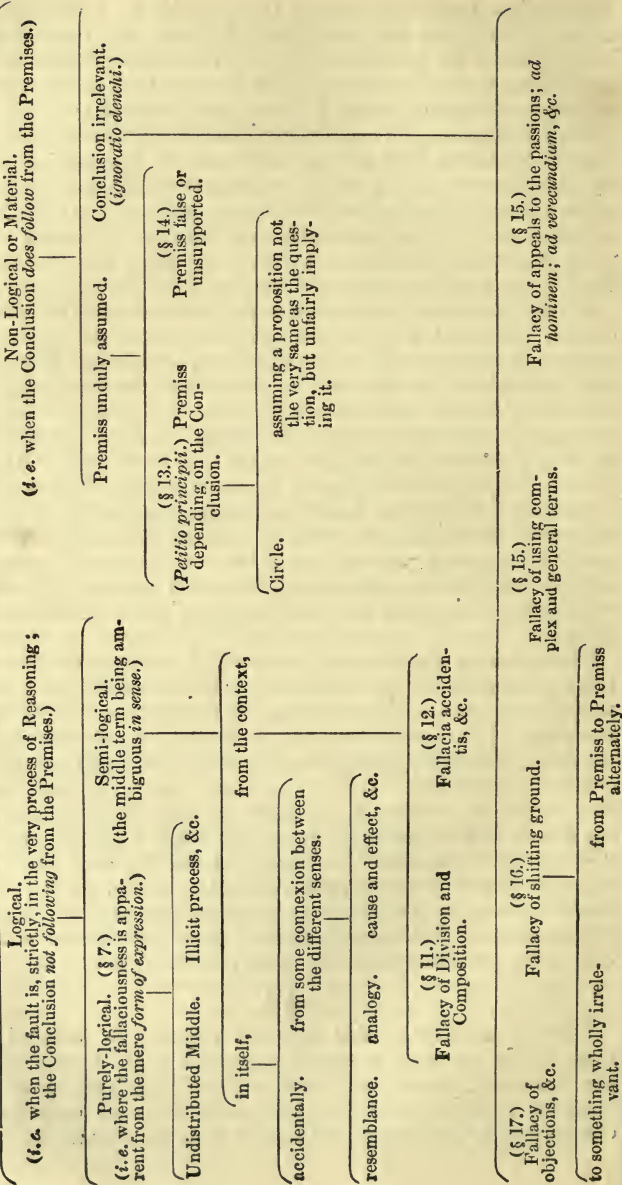 Logical.
(i.e. when the fault is, strictly, in the very process of Reasoning;
the Conclusion not following from the Premises.)
Non-Logical or Material.
(i.e. when the Conclusion does follow from the Premises.)
Purely-logical. (§ 7.)
(i.e. where the fallaciousness is appa-
rent from the mere form of expression.)
Semi-logical.
(the middle term being am-
biguous in sense.)
Premiss unduly assumed.
Conclusion irrelevant.
(ignoratio elenchi.)
Undistributed Middle. Illicit process, &c.
(§ 13.)
(Petitio principii.) Premiss
depending on the Con-
clusion.
(§ 14.)
Premiss false or
unsupported.
in itself,
from the context,
Circle.
assuming a proposition not
the very same as the ques-
tion, but unfairly imply-
ing it.
accidentally.
from some connexion between
the different senses.
resemblance. analogy. cause and effect, &c.
(§ 11.)
Fallacy of Division and
Composition.
(§ 12.)
Fallacia acciden-
tis, &c.
(§ 17.)
Fallacy of
objections, &c.
(§ 16.)
Fallacy of shifting ground.
(§ 15.)
Fallacy of using com-
plex and general terms.
(§ 15.)
Fallacy of appeals to the passions; ad
hominem; ad verecundiam, &c.
to something wholly irrele-
vant.
from Premiss to Premiss
alternately.